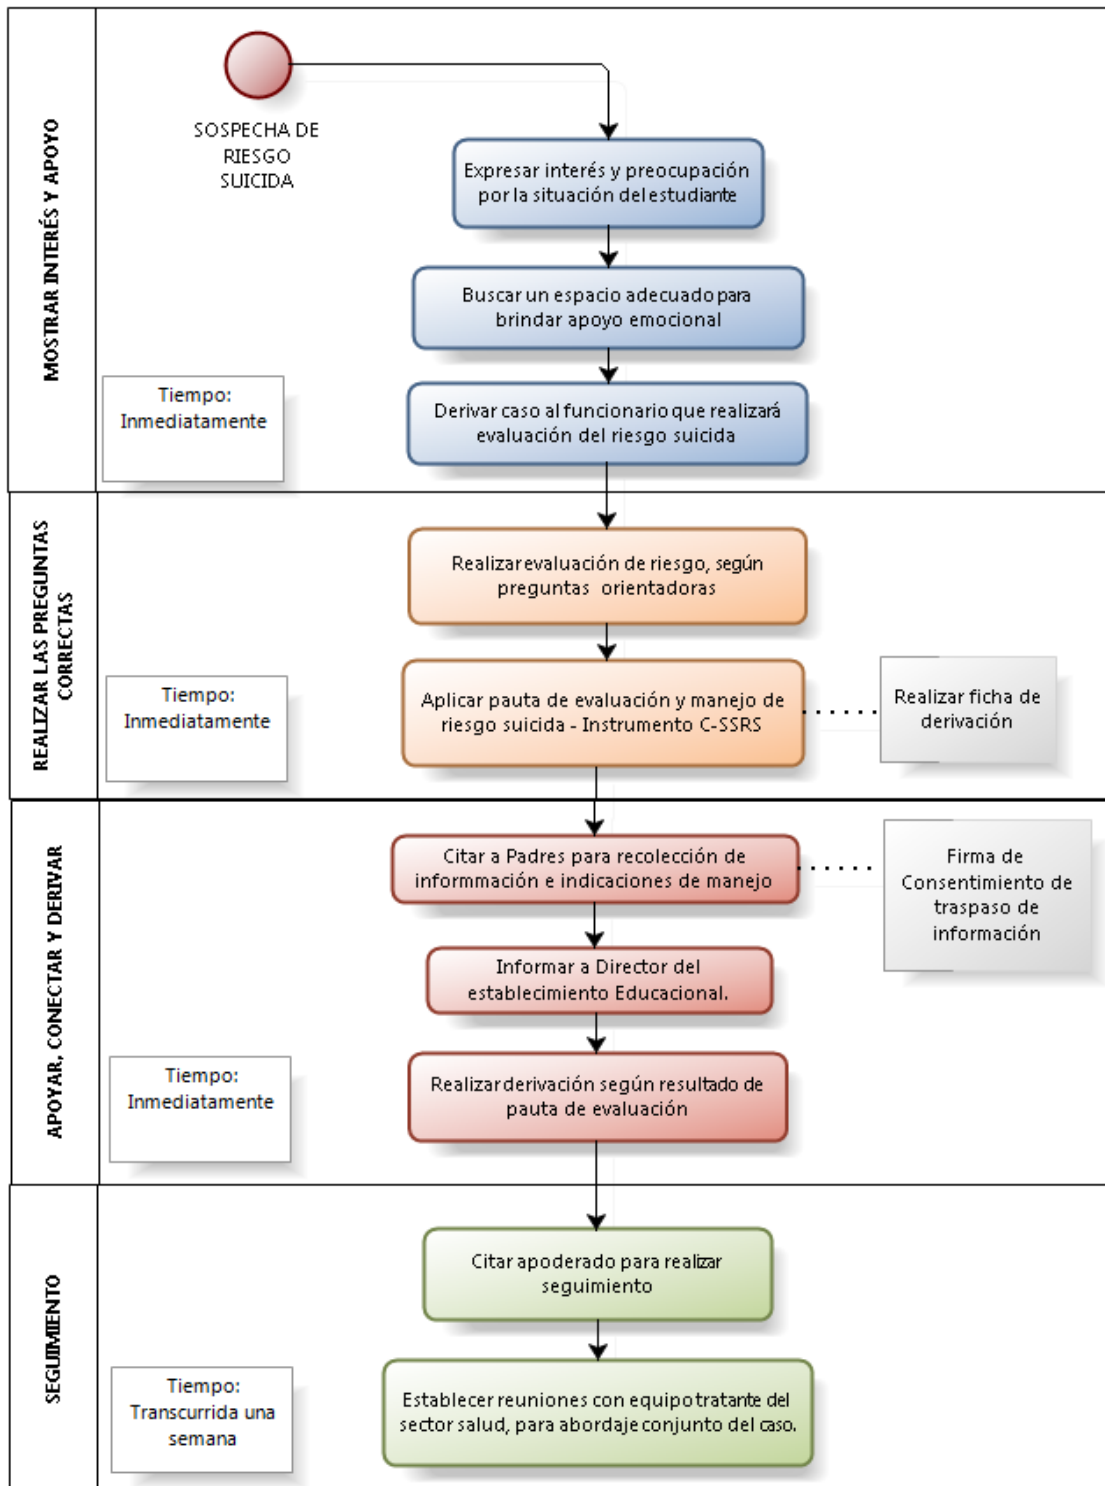 MOSTRAR INTERÉS Y APOYO
SOSPECHA DE
RIESGO
SUICIDA
Expresar interés y preocupación
por la situación del estudiante
Buscar un espacio adecuado para
brindar apoyo emocional
Tiempo:
Inmediatamente
Derivar caso al funcionario que realizará
evaluación del riesgo suicida
REALIZAR LAS PREGUNTAS
CORRECTAS
Realizar evaluación de riesgo, según
preguntas orientadoras
Tiempo:
Inmediatamente
Aplicar pauta de evaluación y manejo de
riesgo suicida - Instrumento C-SSRS
Realizar ficha de
derivación
APOYAR, CONECTAR Y DERIVAR
Citar a Padres para recolección de
informmación e indicaciones de manejo
Firma de
Consentimiento de
traspaso de
información
Informar a Director del
establecimiento Educacional.
Tiempo:
Inmediatamente
Realizar derivación según resultado de
pauta de evaluación
SEGUIMIENTO
Citar apoderado para realizar
seguimiento
Tiempo:
Transcurrida una
semana
Establecer reuniones con equipo tratante del
sector salud, para abordaje conjunto del caso.